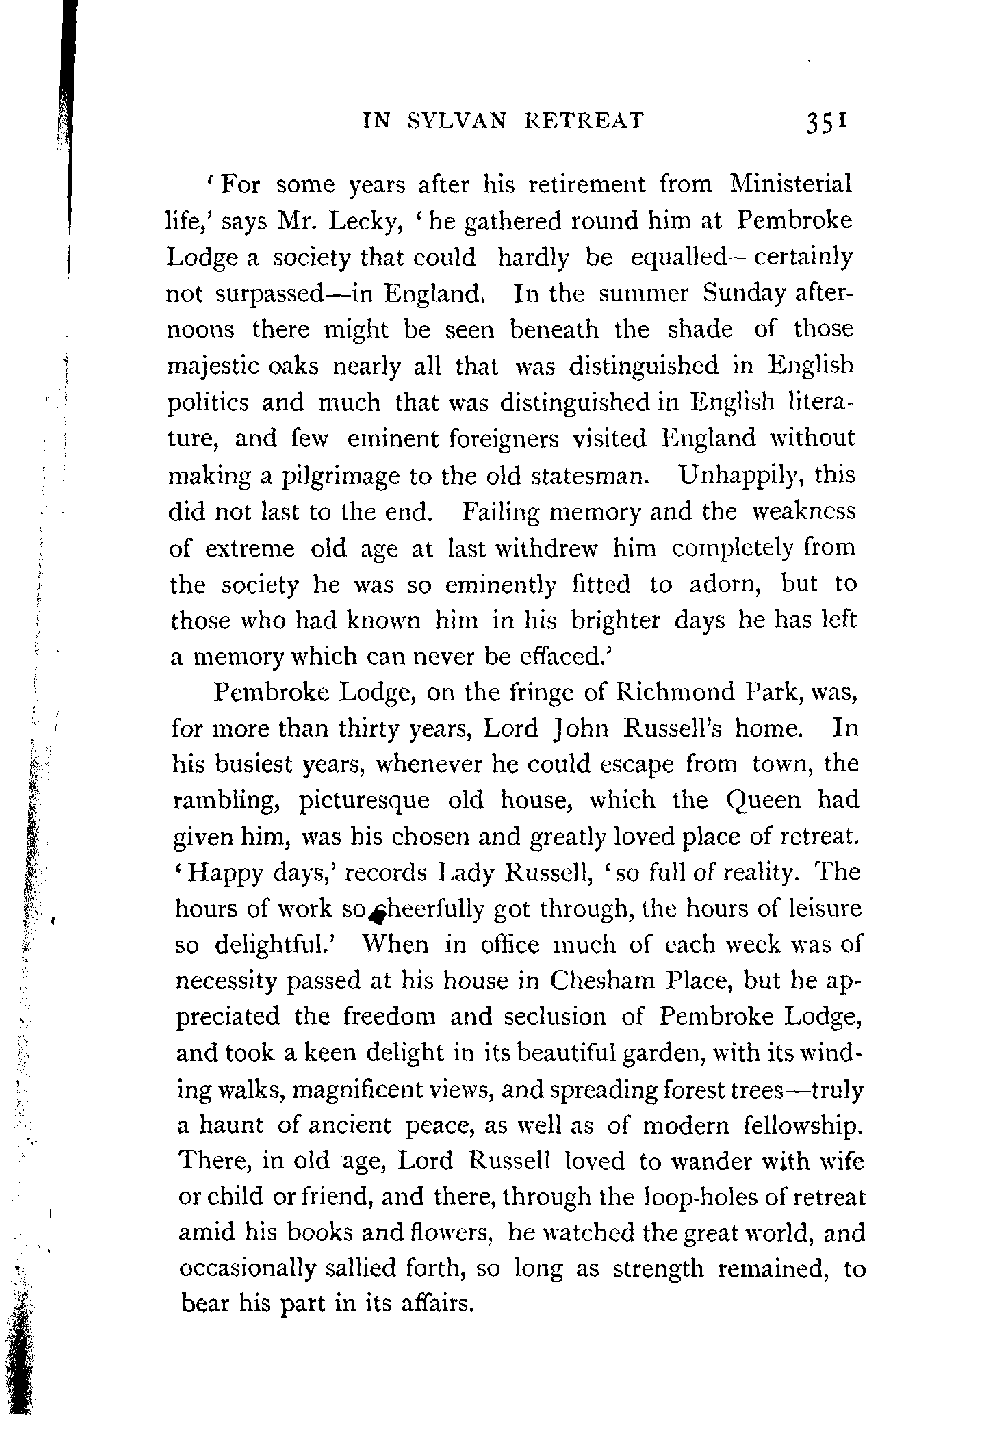 IN SYLVAN RETREAT 351
‘For some years after his retirement from Ministerial
life,’ says Mr. Lecky, ‘he gathered round him at Pembroke
Lodge a society that could hardly be equalled—certainly
not surpassed—in England. In the summer Sunday after-
noons there might be seen beneath the shade of those
majestic oaks nearly all that was distinguished in English
politics and much that was distinguished in English litera-
ture, and few eminent foreigners visited England without
making a pilgrimage to the old statesman. Unhappily, this
did not last to the end. Failing memory and the weakness
of extreme old age at last withdrew him completely from
the society he was so eminently fitted to adorn, but to
those who had known him in his brighter days he has left
a memory which can never be effaced.’
Pembroke Lodge, on the fringe of Richmond Park, was,
for more than thirty years, Lord John Russell’s home. In
his busiest years, whenever he could escape from town, the
rambling, picturesque old house, which the Queen had
given him, was his chosen and greatly loved place of retreat.
‘Happy days,’ records Lady Russell, ‘so full of reality. The
hours of work so cheerfully got through, the hours of leisure
so delightful.’ When in office much of each week was of
necessity passed at his house in Chesham Place, but he ap-
preciated the freedom and seclusion of Pembroke Lodge,
and took a keen delight in its beautiful garden, with its wind-
ing walks, magnificent views, and spreading forest trees—truly
a haunt of ancient peace, as well as of modern fellowship.
There, in old age, Lord Russell loved to wander with wife
or child or friend, and there, through the loop-holes of retreat
amid his books and flowers, he watched the great world, and
occasionally sallied forth, so long as strength remained, to
bear his part in its affairs.